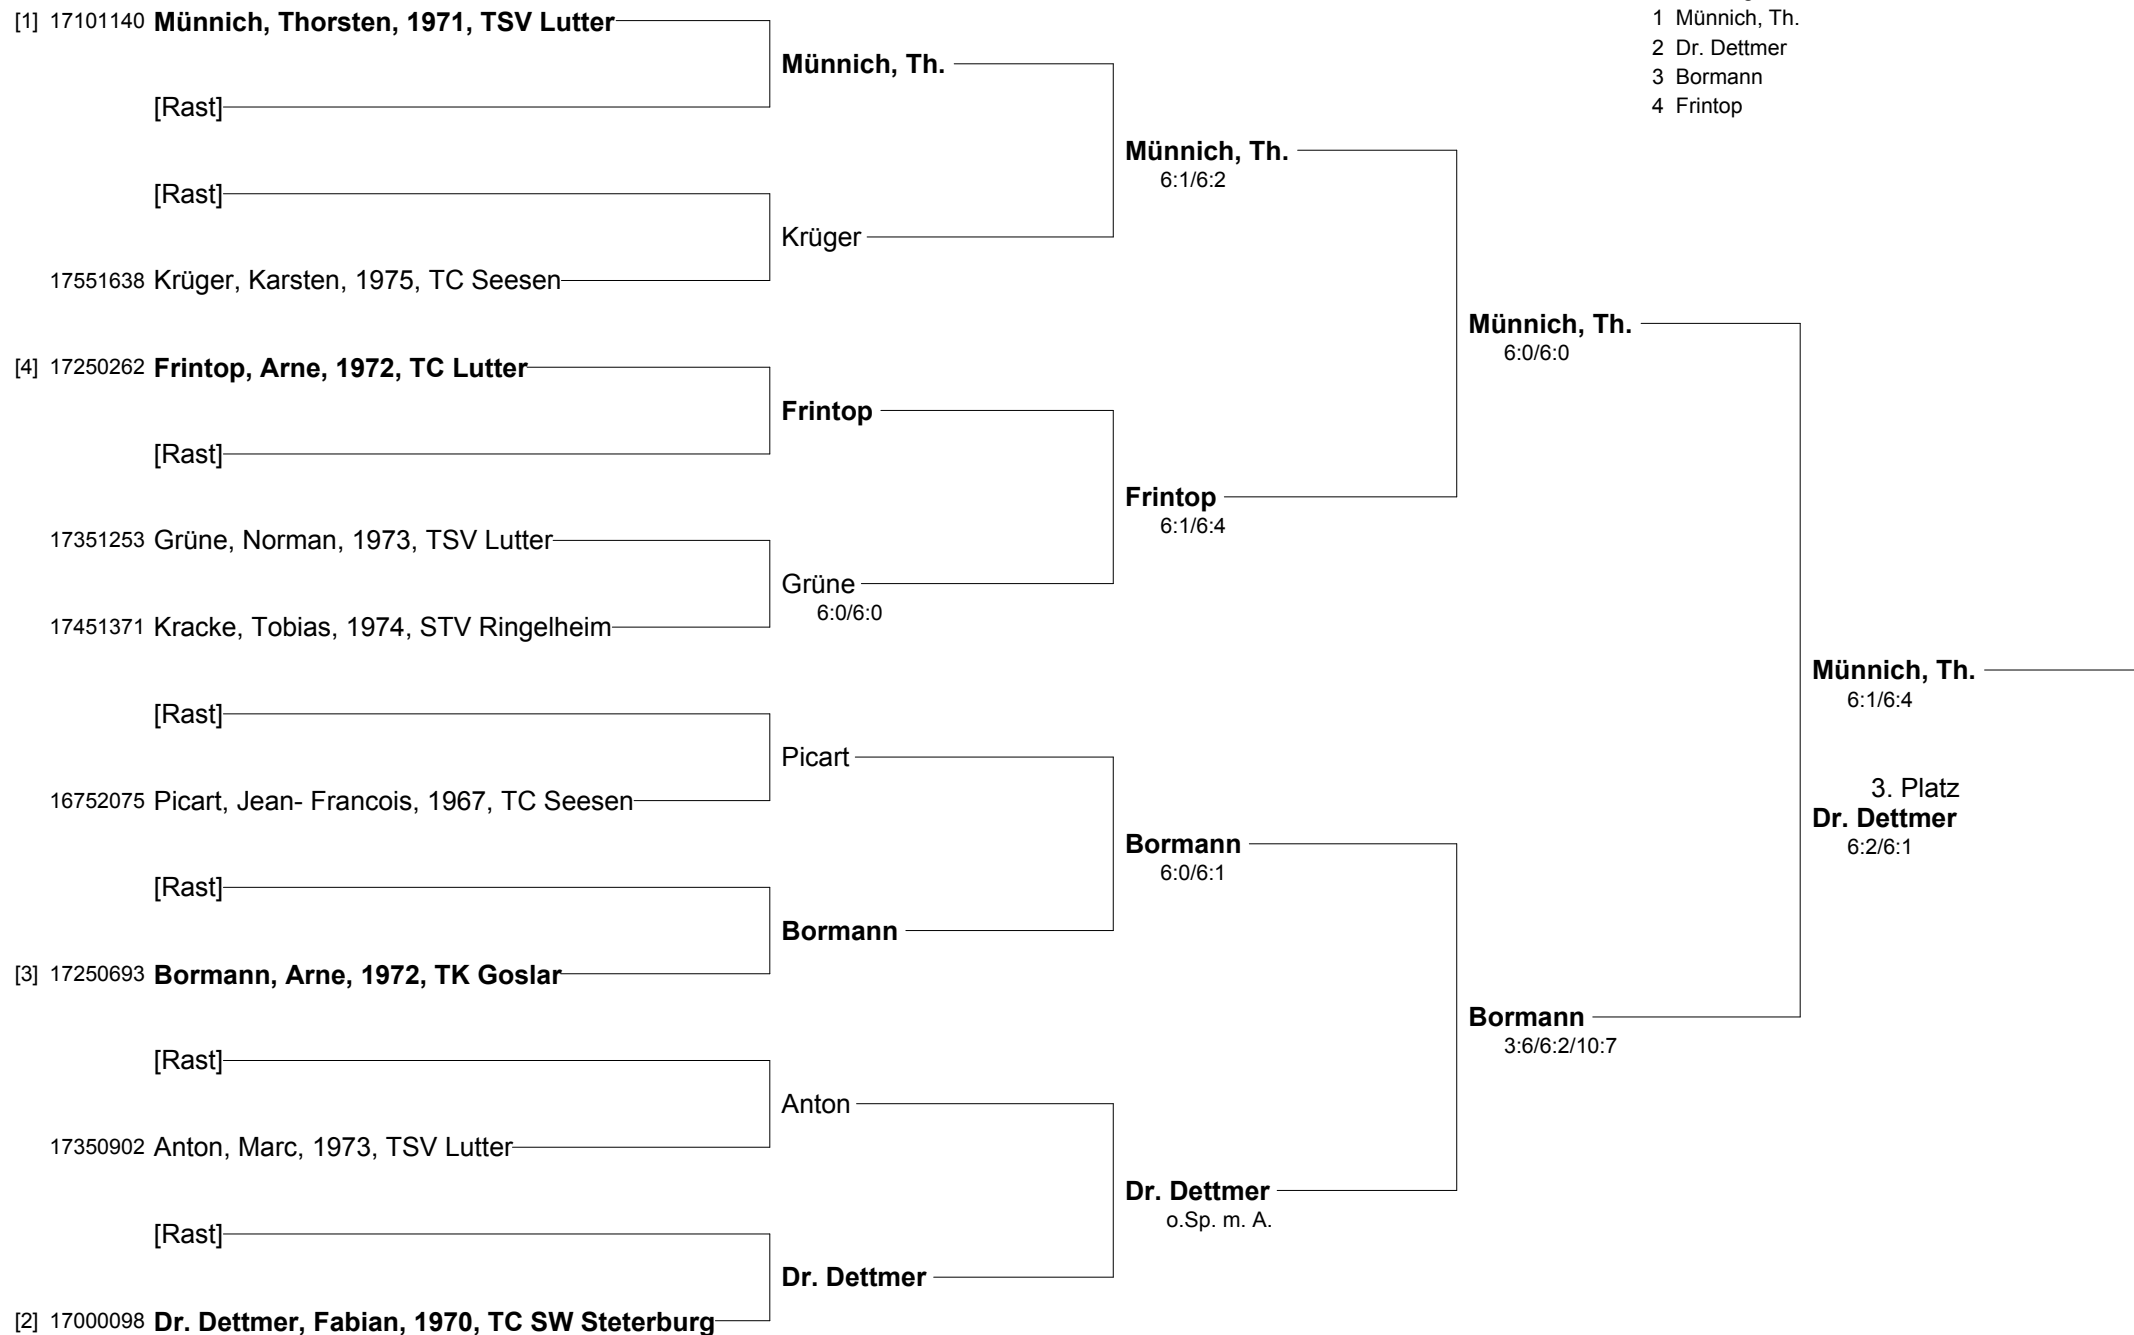 [1] 17101140 Münnich, Thorsten, 1971, TSV Lutter
[Rast]
[Rast]
17551638 Krüger, Karsten, 1975, TC Seesen
[4] 17250262 Frintop, Arne, 1972, TC Lutter
[Rast]
17351253 Grüne, Norman, 1973, TSV Lutter
17451371 Kracke, Tobias, 1974, STV Ringelheim
[Rast]
16752075 Picart, Jean- Francois, 1967, TC Seesen
[Rast]
[3] 17250693 Bormann, Arne, 1972, TK Goslar
[Rast]
17350902 Anton, Marc, 1973, TSV Lutter
[Rast]
[2] 17000098 Dr. Dettmer, Fabian, 1970, TC SW Steterburg
Münnich, Th.
Krüger
Frintop
Grüne
6:0/6:0
Picart
Bormann
Anton
Dr. Dettmer
Münnich, Th.
6:1/6:2
Frintop
6:1/6:4
Bormann
6:0/6:1
Dr. Dettmer
o.Sp. m. A.
Münnich, Th.
6:0/6:0
Bormann
3:6/6:2/10:7
Münnich, Th.
6:1/6:4
3. Platz
Dr. Dettmer
6:2/6:1
1 Münnich, Th.
2 Dr. Dettmer
3 Bormann
4 Frintop